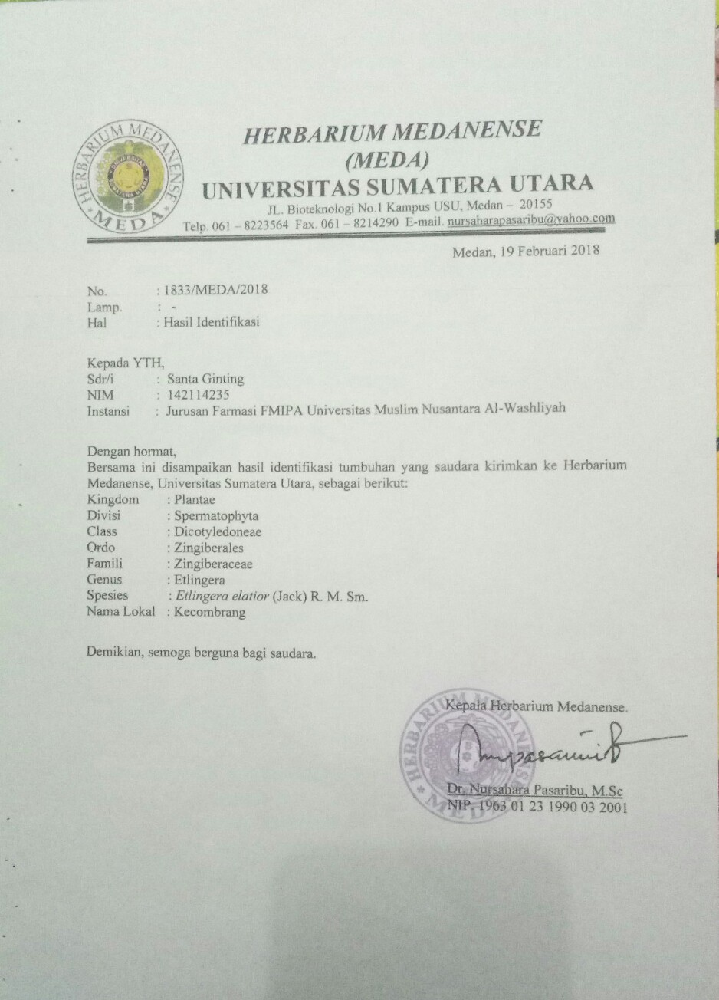 HERBARIUM MEDANENSE
MEDA
UNIVERSITAS
SUMATERA UTARA
HERBARIUM MEDANENSE
(MEDA)
UNIVERSITAS SUMATERA UTARA
JL. Bioteknologi No.1 Kampus USU, Medan – 20155
Telp. 061 – 8223564 Fax. 061 – 8214290 E-mail. nursaharapasaribu@yahoo.com
Medan, 19 Februari 2018
No. : 1833/MEDA/2018
Lamp. : -
Hal : Hasil Identifikasi
Kepada YTH,
Sdr/i : Santa Ginting
NIM : 142114235
Instansi : Jurusan Farmasi FMIPA Universitas Muslim Nusantara Al-Washliyah
Dengan hormat,
Bersama ini disampaikan hasil identifikasi tumbuhan yang saudara kirimkan ke Herbarium
Medanense, Universitas Sumatera Utara, sebagai berikut:
Kingdom : Plantae
Divisi : Spermatophyta
Class : Dicotyledoneae
Ordo : Zingiberales
Famili : Zingiberaceae
Genus : Etlingera
Spesies : Etlingera elatior (Jack) R. M. Sm.
Nama Lokal : Kecombrang
Demikian, semoga berguna bagi saudara.
Kepala Herbarium Medanense.
HERBARIUM MEDANENSE
MEDA
Dr. Nursahara Pasaribu, M.Sc
NIP. 1963 01 23 1990 03 2001